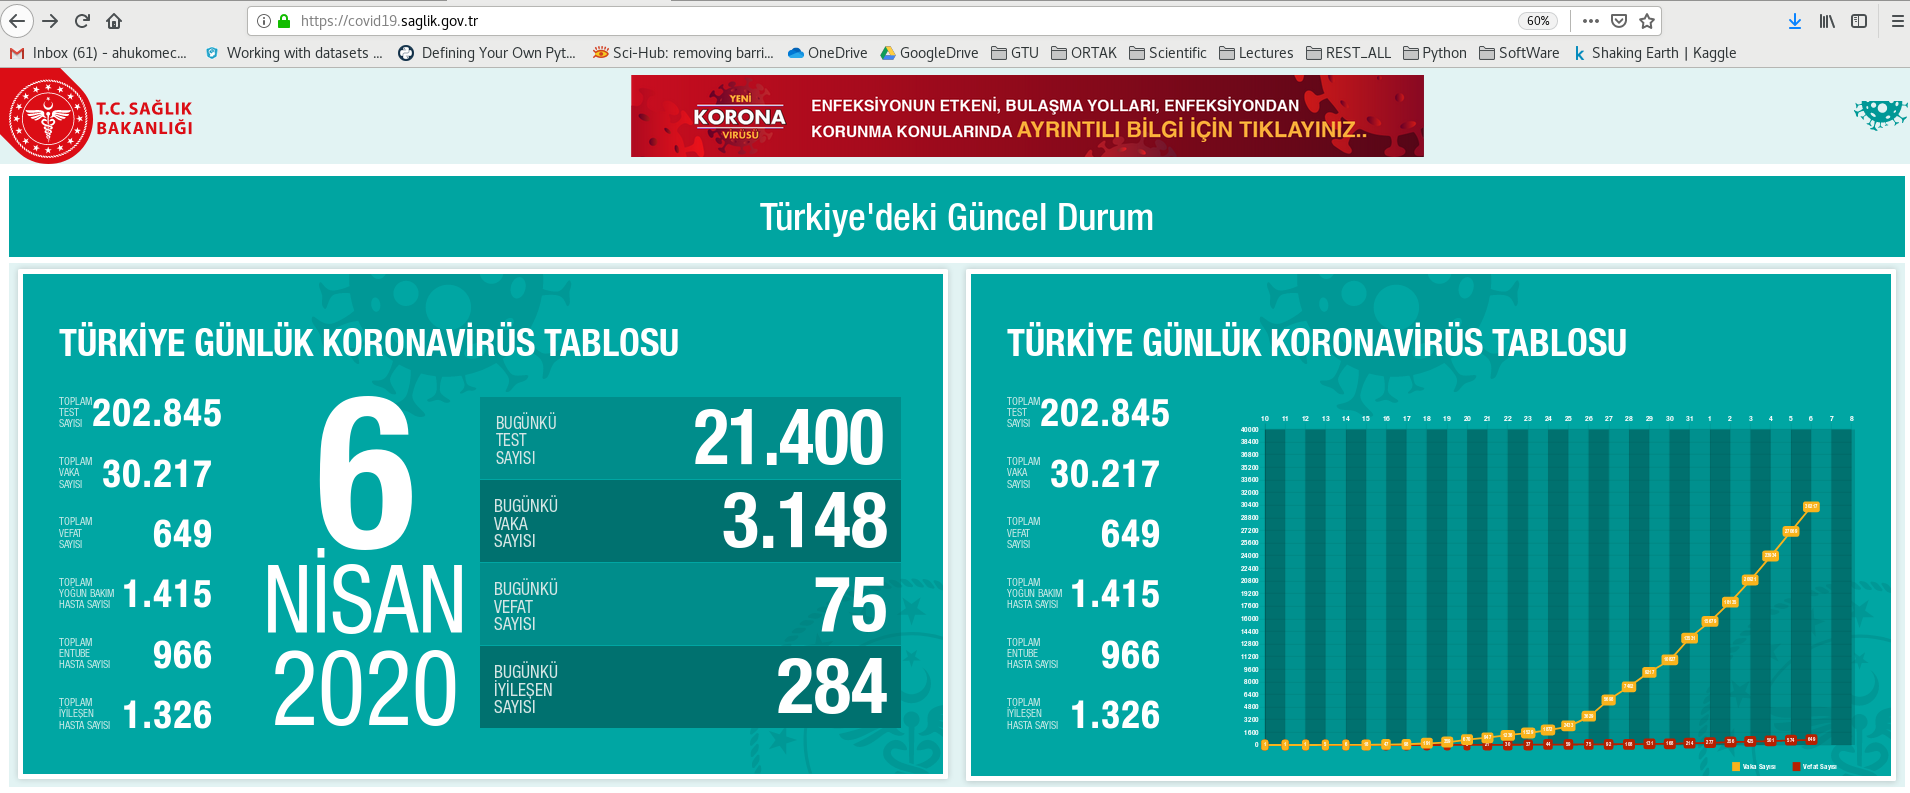 https://covid19.saglik.gov.tr
60%
Inbox (61) - ahukomec...
Working with datasets ...
Defining Your Own Pyt...
Sci-Hub: removing barri...
OneDrive
GoogleDrive
GTU
ORTAK
Scientific
Lectures
REST_ALL
Python
SoftWare
Shaking Earth | Kaggle
T.C. SAĞLIK
BAKANLIĞI
YENİ
KORONA
VİRÜSÜ
ENFEKSİYONUN ETKENİ, BULAŞMA YOLLARI, ENFEKSİYONDAN
KORUNMA KONULARINDA AYRINTILI BİLGİ İÇİN TIKLAYINIZ..
Türkiye'deki Güncel Durum
TÜRKİYE GÜNLÜK KORONAVİRÜS TABLOSU
TOPLAM
TEST
SAYISI
202.845
TOPLAM
VAKA
SAYISI
30.217
TOPLAM
VEFAT
SAYISI
649
TOPLAM
YOĞUN BAKIM
HASTA SAYISI
1.415
TOPLAM
ENTUBE
HASTA SAYISI
966
TOPLAM
İYİLEŞEN
HASTA SAYISI
1.326
6
NİSAN
2020
BUGÜNKÜ
TEST
SAYISI
21.400
BUGÜNKÜ
VAKA
SAYISI
3.148
BUGÜNKÜ
VEFAT
SAYISI
75
BUGÜNKÜ
İYİLEŞEN
SAYISI
284
TÜRKİYE GÜNLÜK KORONAVİRÜS TABLOSU
TOPLAM
TEST
SAYISI
202.845
TOPLAM
VAKA
SAYISI
30.217
TOPLAM
VEFAT
SAYISI
649
TOPLAM
YOĞUN BAKIM
HASTA SAYISI
1.415
TOPLAM
ENTUBE
HASTA SAYISI
966
TOPLAM
İYİLEŞEN
HASTA SAYISI
1.326
10 11 12 13 14 15 16 17 18 19 20 21 22 23 24 25 26 27 28 29 30 31 1 2 3 4 5 6 7 8
40000
38400
36800
35200
33600
32000
30400
28800
27200
25600
24000
22400
20800
19200
17600
16000
14400
12800
11200
9600
8000
6400
4800
3200
1600
0
Vaka Sayısı
Vefat Sayısı